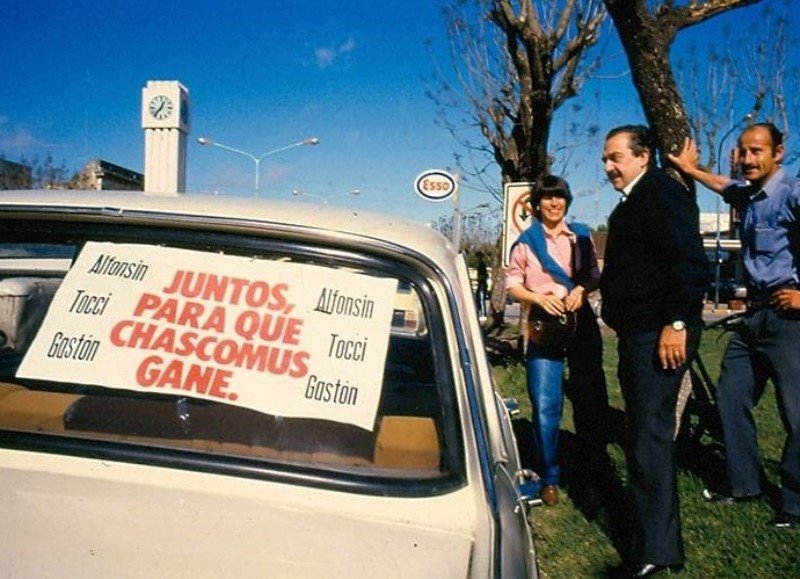 Alfonsín
Tocci
Gastón
JUNTOS,
PARA QUE
CHASCOMUS
GANE.
Alfonsín
Tocci
Gastón
Esso